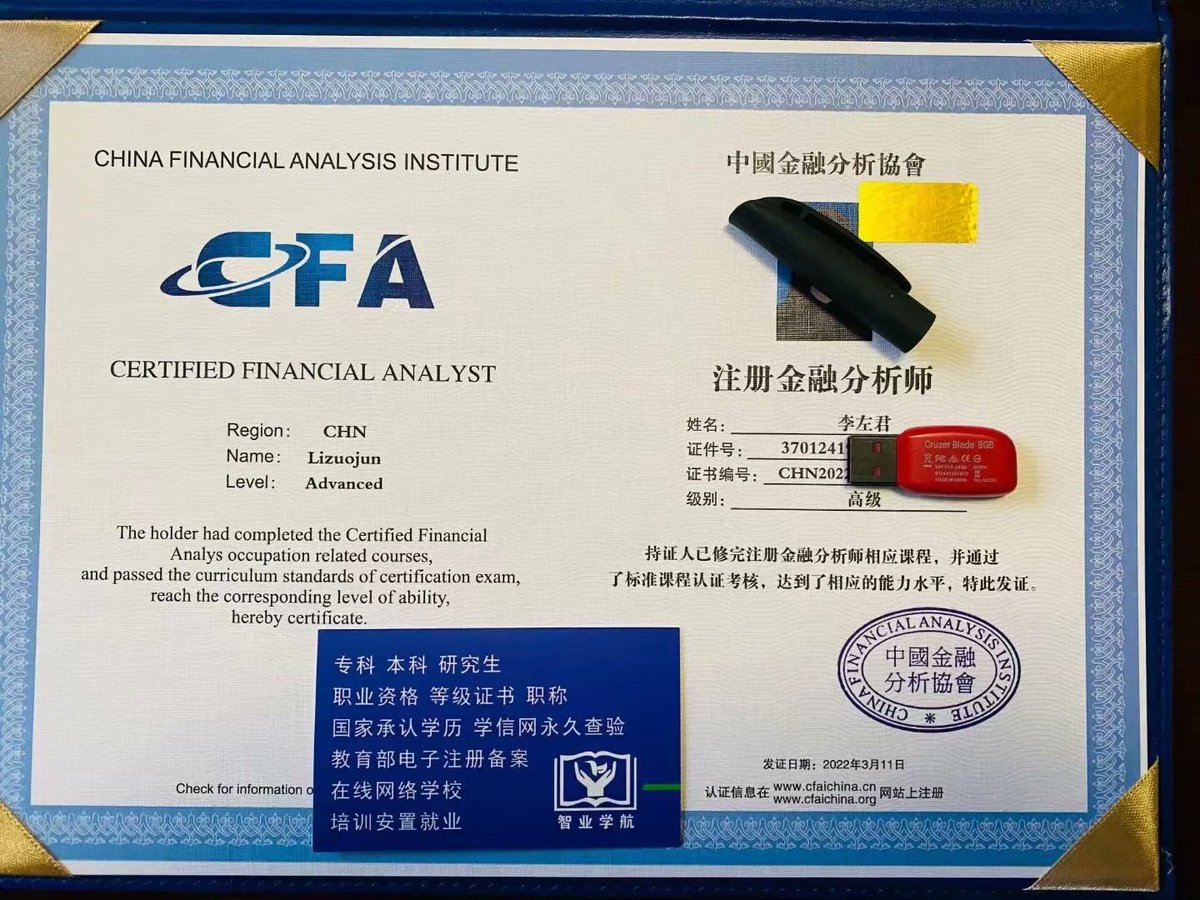 CHINA FINANCIAL ANALYSIS INSTITUTE
CFA
CERTIFIED FINANCIAL ANALYST
Region: CHN
Name: Lizuojun
Level: Advanced
The holder had completed the Certified Financial
Analys occupation related courses,
and passed the curriculum standards of certification exam,
reach the corresponding level of ability,
hereby certificate.
Check for information
中國金融分析協會
注册金融分析师
姓名: 李左君
证件号: 3701241
证书编号: CHN2022
级别: 高级
持证人已修完注册金融分析师相应课程，并通过
了标准课程认证考核，达到了相应的能力水平，特此发证。
CHINA FINANCIAL ANALYSIS INSTITUTE
中國金融
分析協會
发证日期：2022年3月11日
认证信息在 www.cfaichina.cn
www.cfaichina.org 网站上注册
Cruzer Blade 8GB
专科 本科 研究生
职业资格 等级证书 职称
国家承认学历 学信网永久查验
教育部电子注册备案
在线网络学校
培训安置就业
智业学航